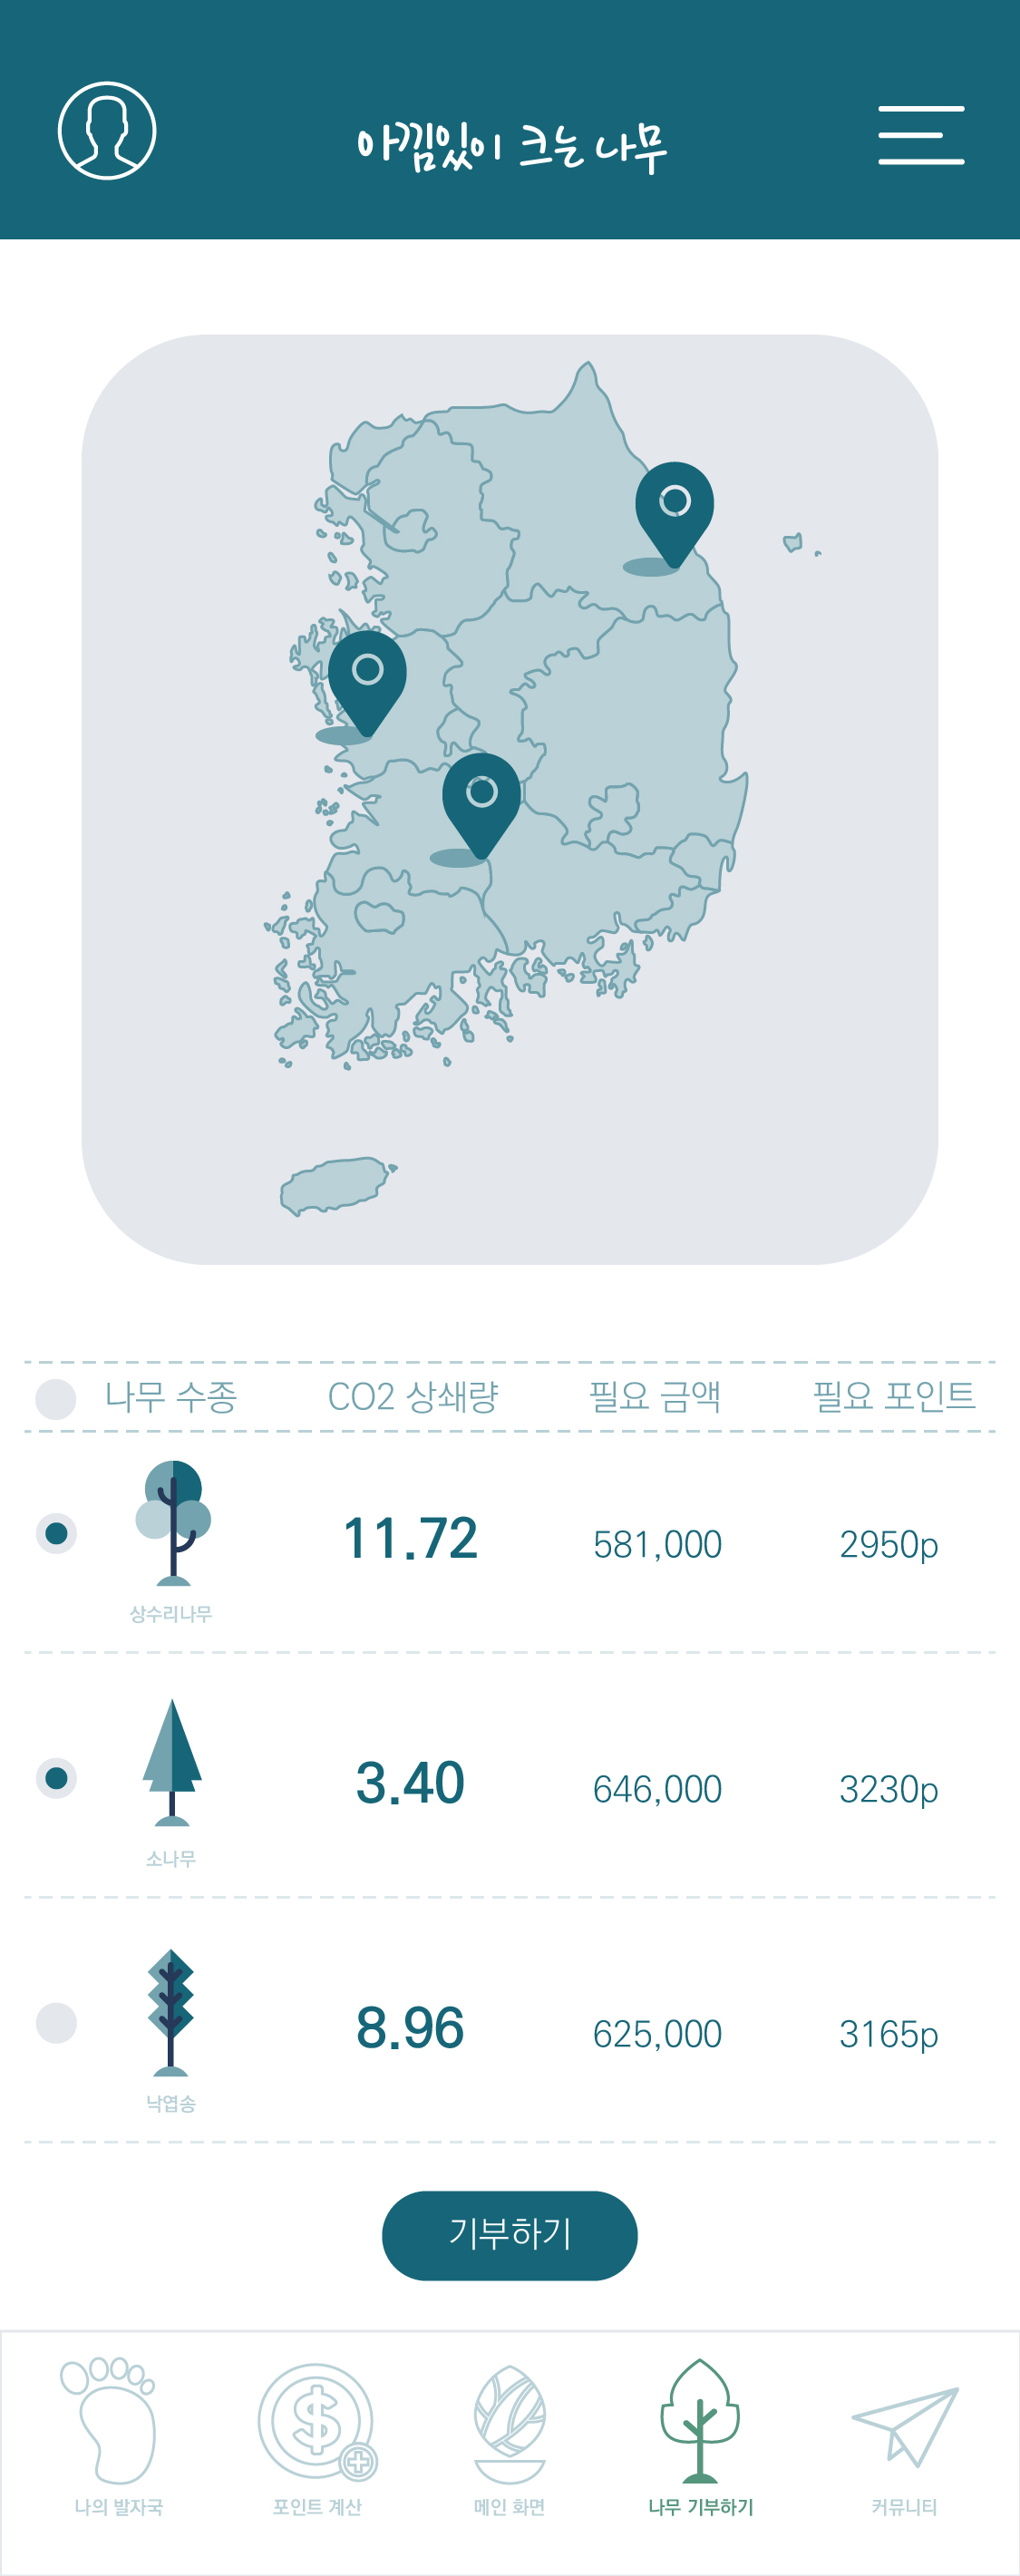 아낌있이 크는 나무
나무 수종 CO2 상쇄량 필요 금액 필요 포인트
11.72 581,000 2950p
상수리나무
3.40 646,000 3230p
소나무
8.96 625,000 3165p
낙엽송
기부하기
나의 발자국 포인트 계산 메인 화면 나무 기부하기 커뮤니티